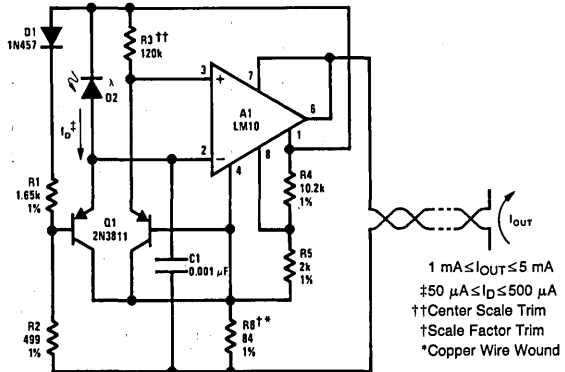 D1
1N457
R3††
120k
λ
D2
I_D‡
3
+
7
A1
LM10
6
1
2
–
4
8
R4
10.2k
1%
R1
1.65k
1%
Q1
2N3811
C1
0.001 µF
R5
2k
1%
R2
499
1%
R6†*
84
1%
I_OUT
1 mA ≤ I_OUT ≤ 5 mA
‡50 µA ≤ I_D ≤ 500 µA
††Center Scale Trim
†Scale Factor Trim
*Copper Wire Wound